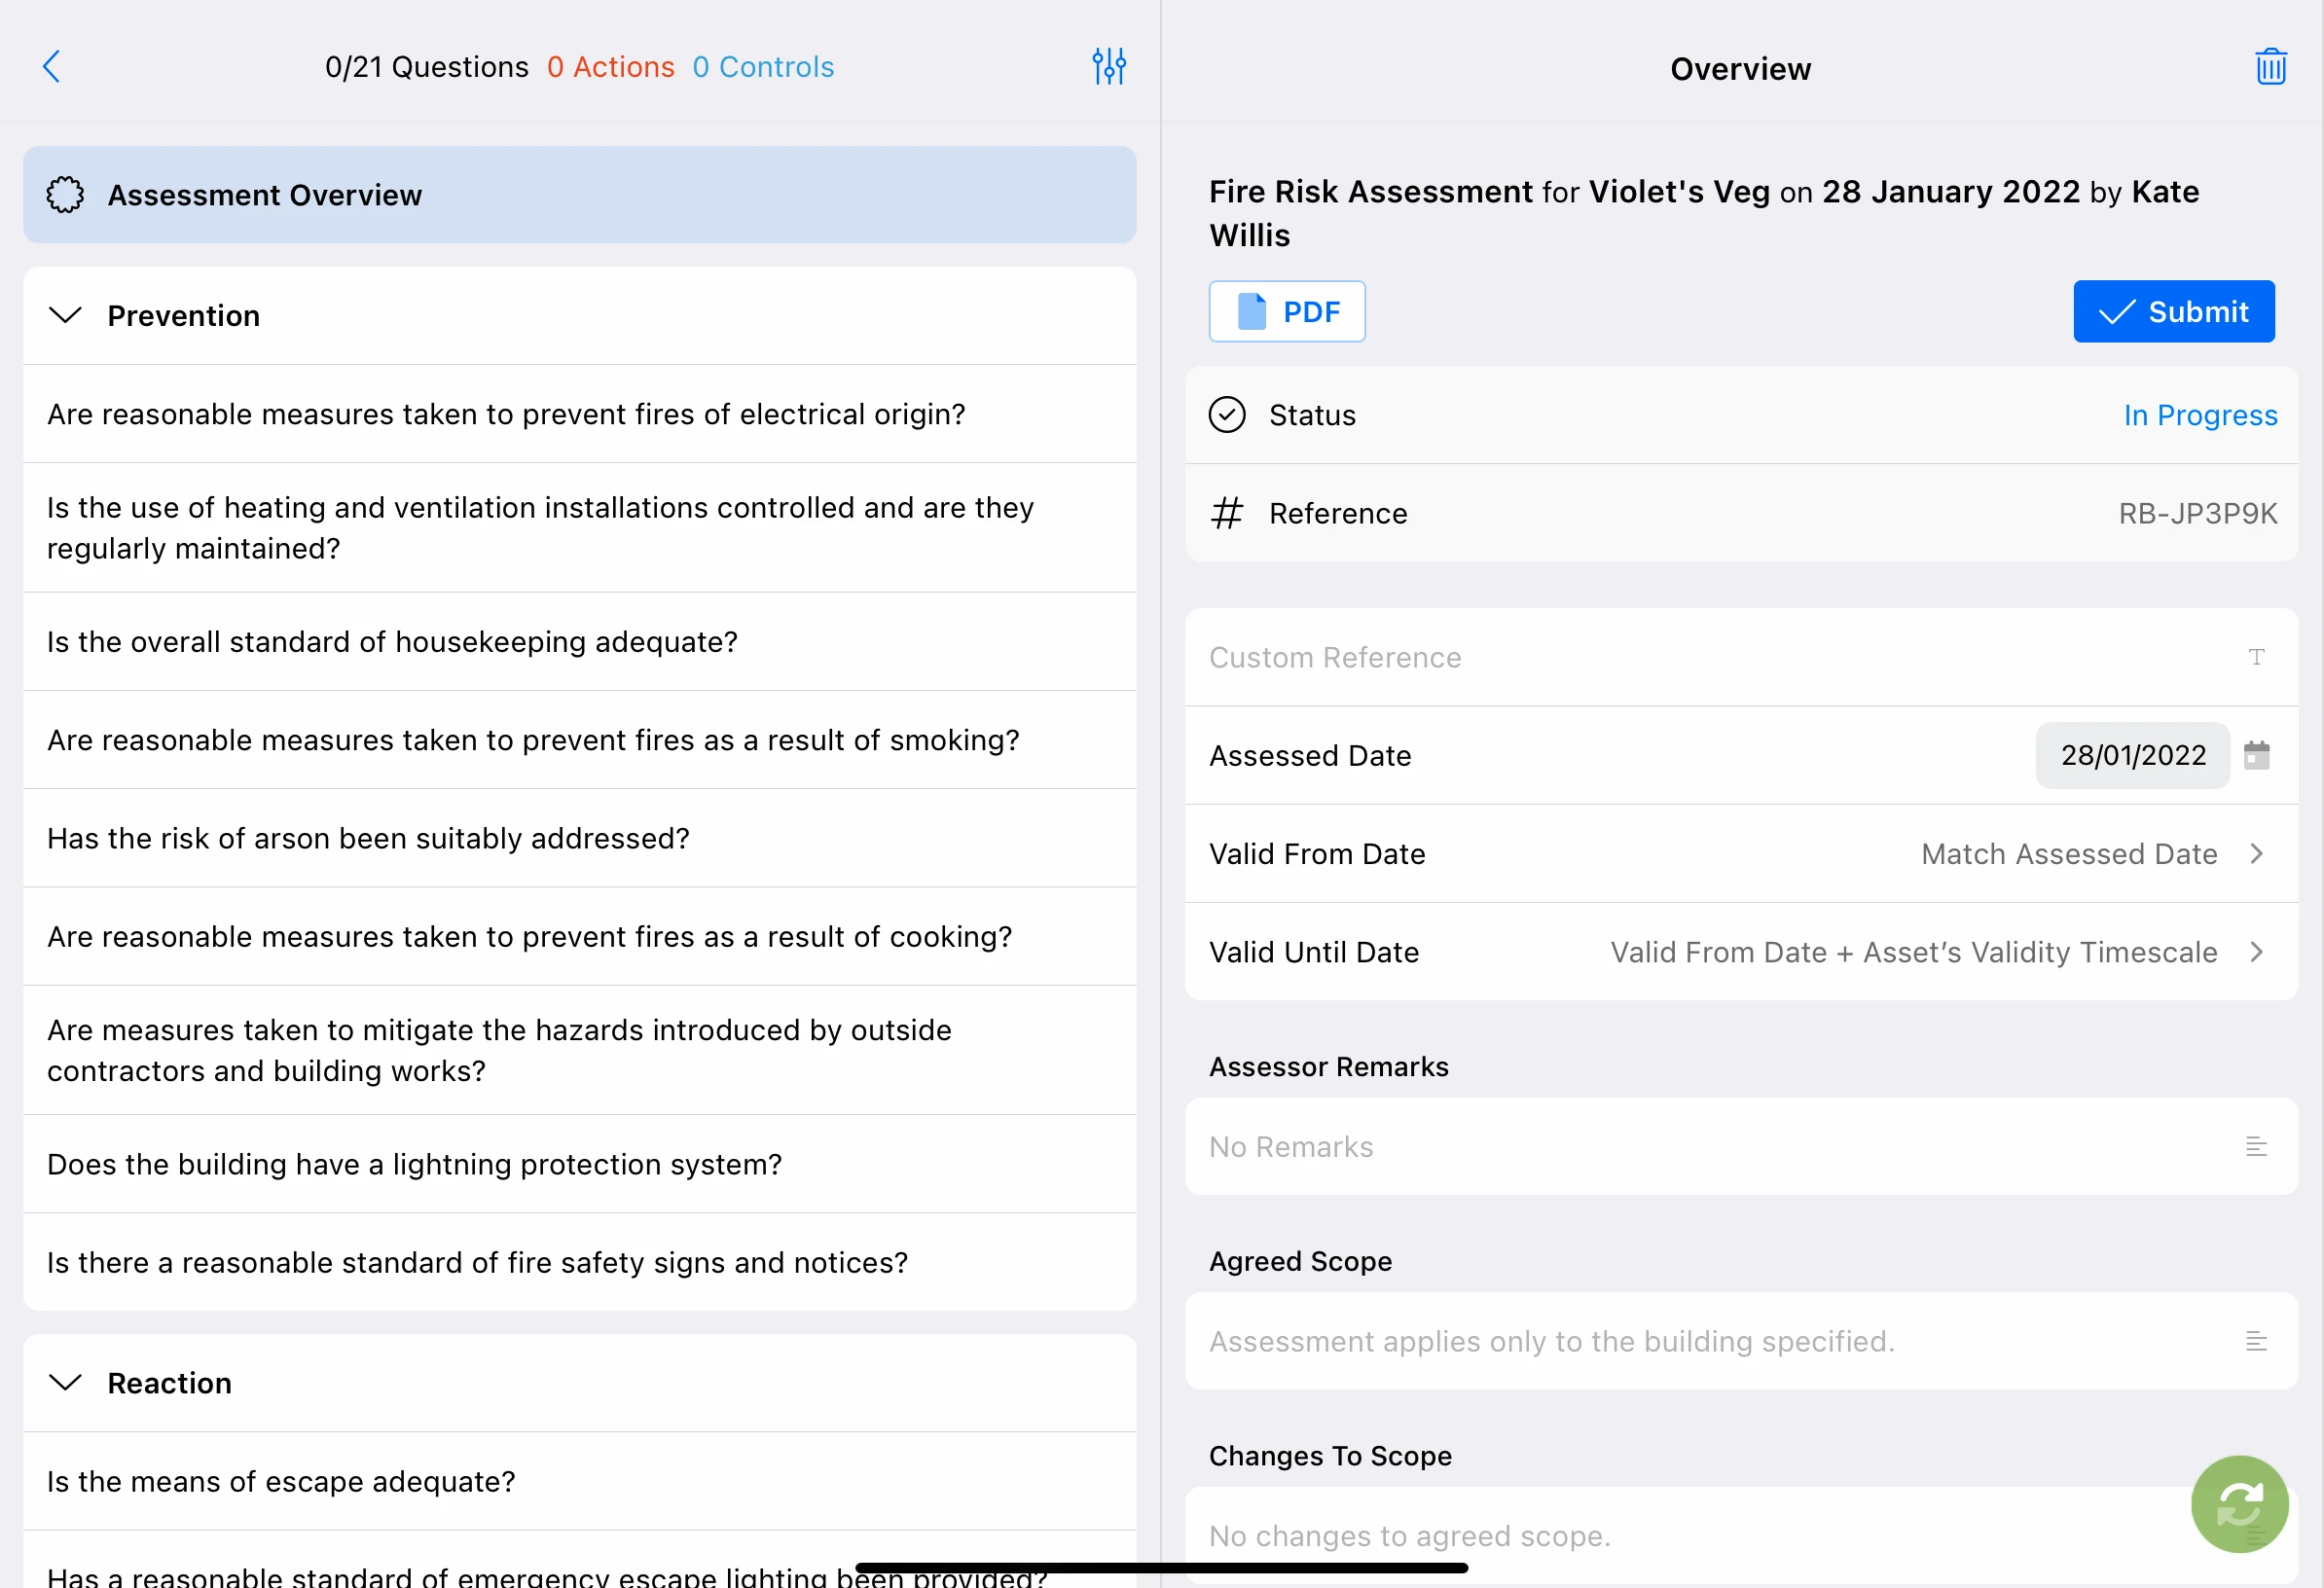 0/21 Questions 0 Actions 0 Controls
Assessment Overview
Prevention
Are reasonable measures taken to prevent fires of electrical origin?
Is the use of heating and ventilation installations controlled and are they
regularly maintained?
Is the overall standard of housekeeping adequate?
Are reasonable measures taken to prevent fires as a result of smoking?
Has the risk of arson been suitably addressed?
Are reasonable measures taken to prevent fires as a result of cooking?
Are measures taken to mitigate the hazards introduced by outside
contractors and building works?
Does the building have a lightning protection system?
Is there a reasonable standard of fire safety signs and notices?
Reaction
Is the means of escape adequate?
Has a reasonable standard of emergency escape lighting been provided?
Overview
Fire Risk Assessment for Violet's Veg on 28 January 2022 by Kate
Willis
PDF
Submit
Status In Progress
# Reference RB-JP3P9K
Custom Reference T
Assessed Date 28/01/2022
Valid From Date Match Assessed Date
Valid Until Date Valid From Date + Asset’s Validity Timescale
Assessor Remarks
No Remarks
Agreed Scope
Assessment applies only to the building specified.
Changes To Scope
No changes to agreed scope.